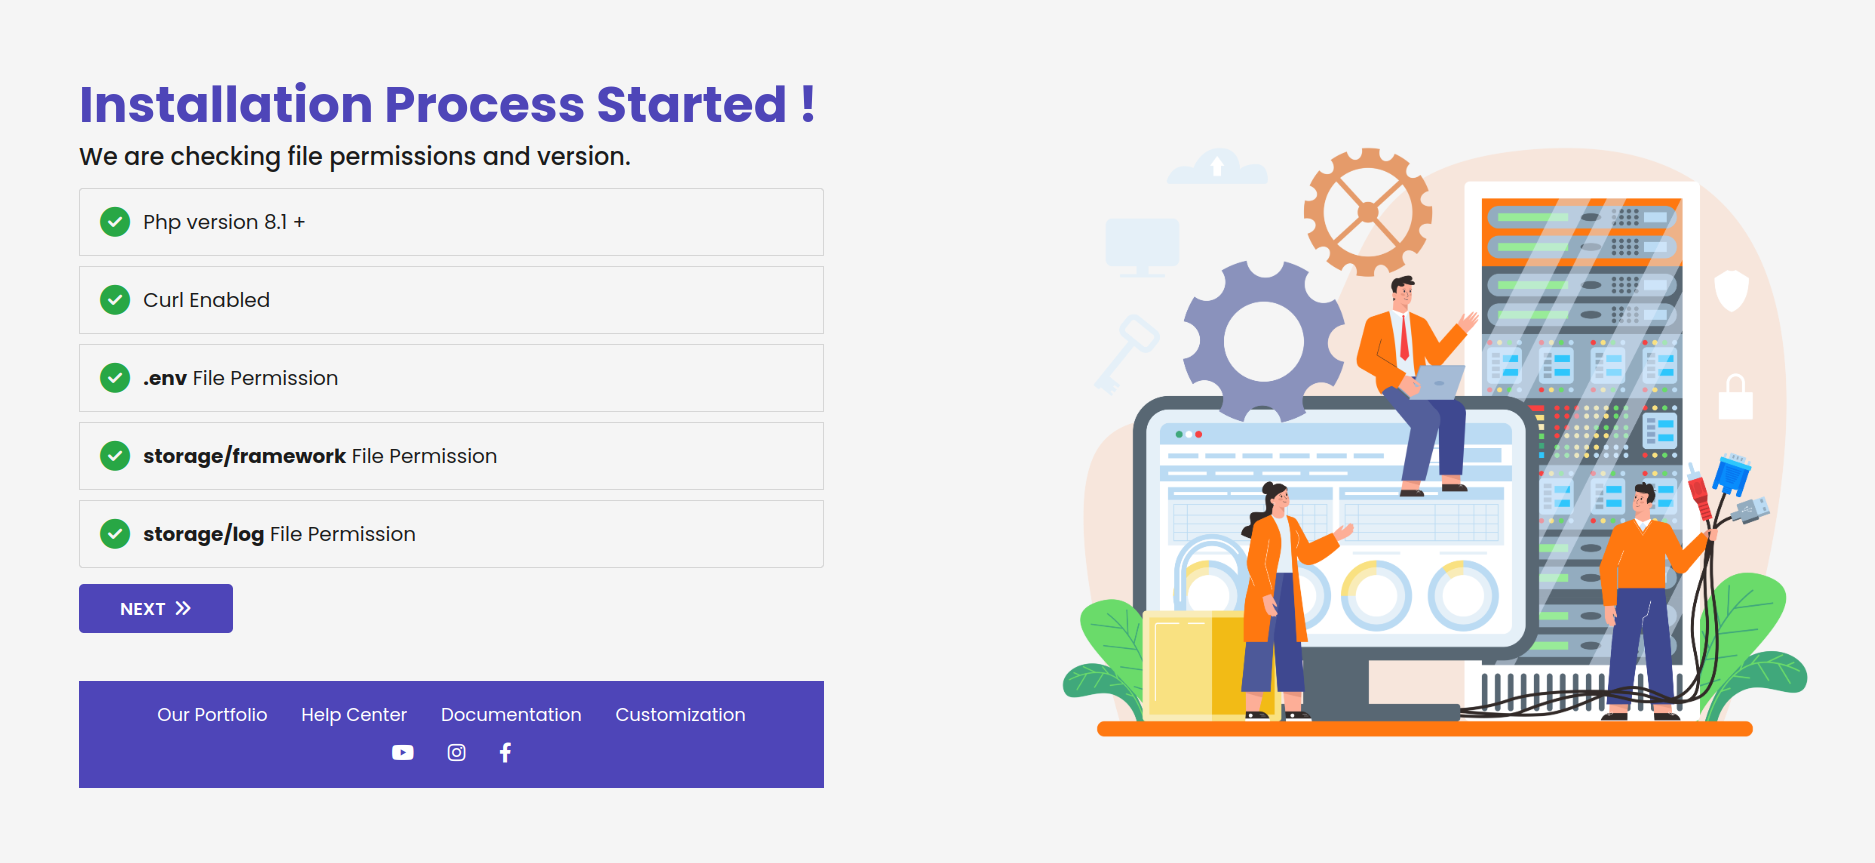 Installation Process Started !
We are checking file permissions and version.
Php version 8.1 +
Curl Enabled
.env File Permission
storage/framework File Permission
storage/log File Permission
NEXT
Our Portfolio Help Center Documentation Customization